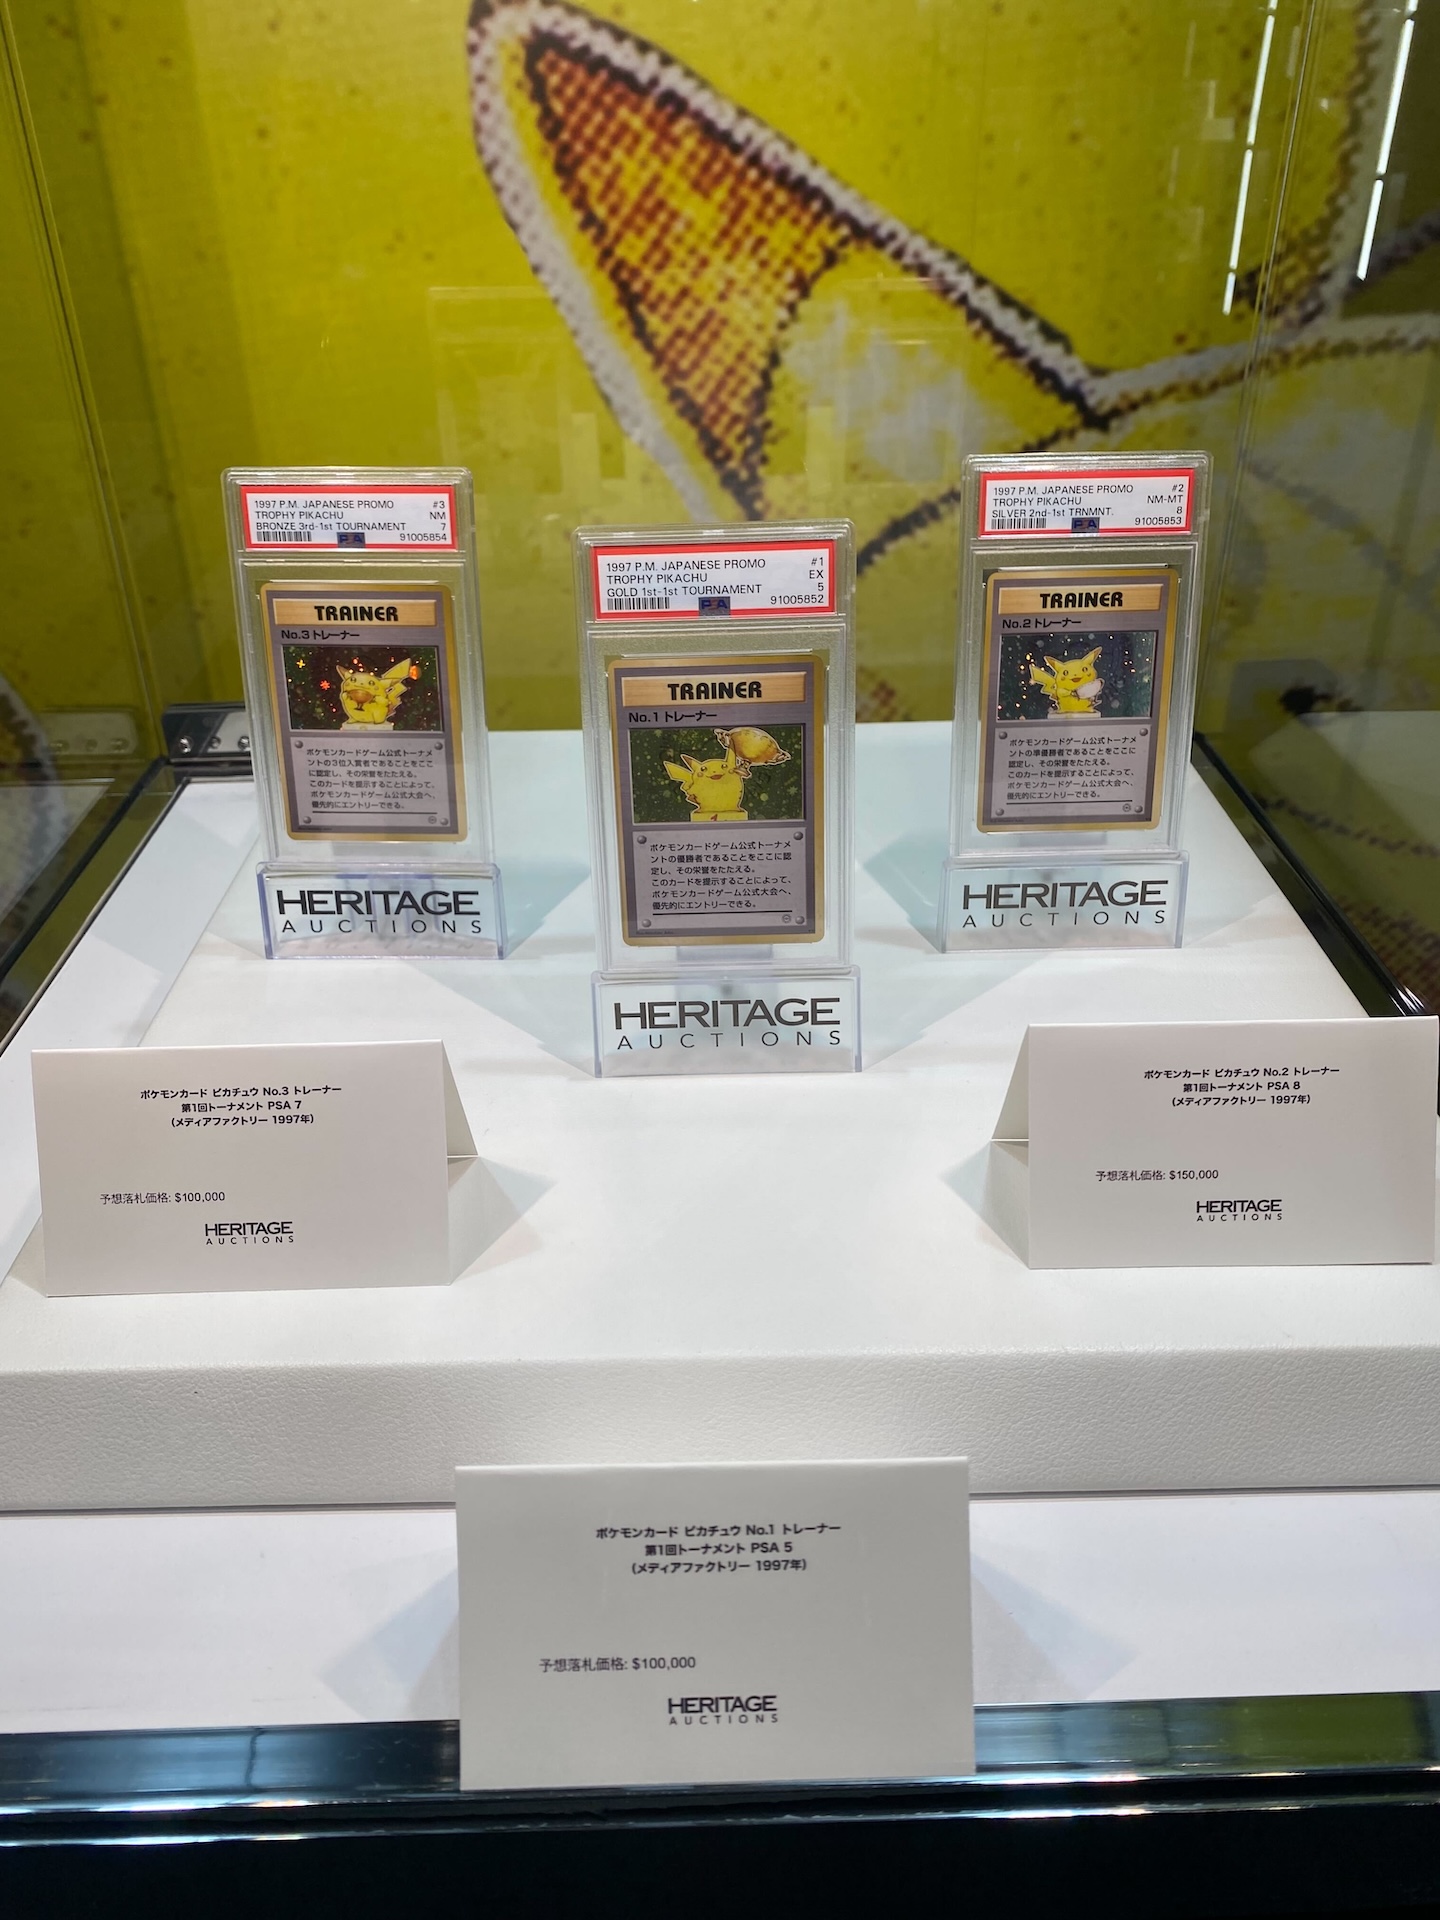 1997 P.M. JAPANESE PROMO #3
TROPHY PIKACHU NM
BRONZE 3rd-1st TOURNAMENT 7
PSA 91005854
TRAINER
No.3 トレーナー
ポケモンカードゲーム公式トーナメ
ントの3位入賞者であることをここ
に認定し、その栄誉をたたえる。
このカードを提示することによって、
ポケモンカードゲーム公式大会へ、
優先的にエントリーできる。
HERITAGE
AUCTIONS
1997 P.M. JAPANESE PROMO #1
TROPHY PIKACHU EX
GOLD 1st-1st TOURNAMENT 5
PSA 91005852
TRAINER
No.1 トレーナー
1
ポケモンカードゲーム公式トーナメ
ントの優勝者であることをここに認
定し、その栄誉をたたえる。
このカードを提示することによって、
ポケモンカードゲーム公式大会へ、
優先的にエントリーできる。
HERITAGE
AUCTIONS
1997 P.M. JAPANESE PROMO #2
TROPHY PIKACHU NM-MT
SILVER 2nd-1st TRNMNT. 8
PSA 91005853
TRAINER
No.2 トレーナー
ポケモンカードゲーム公式トーナメ
ントの準優勝者であることをここに
認定し、その栄誉をたたえる。
このカードを提示することによって、
ポケモンカードゲーム公式大会へ、
優先的にエントリーできる。
HERITAGE
AUCTIONS
ポケモンカード ピカチュウ No.3 トレーナー
第1回トーナメント PSA 7
(メディアファクトリー 1997年)
予想落札価格: $100,000
HERITAGE
AUCTIONS
ポケモンカード ピカチュウ No.2 トレーナー
第1回トーナメント PSA 8
(メディアファクトリー 1997年)
予想落札価格: $150,000
HERITAGE
AUCTIONS
ポケモンカード ピカチュウ No.1 トレーナー
第1回トーナメント PSA 5
(メディアファクトリー 1997年)
予想落札価格: $100,000
HERITAGE
AUCTIONS